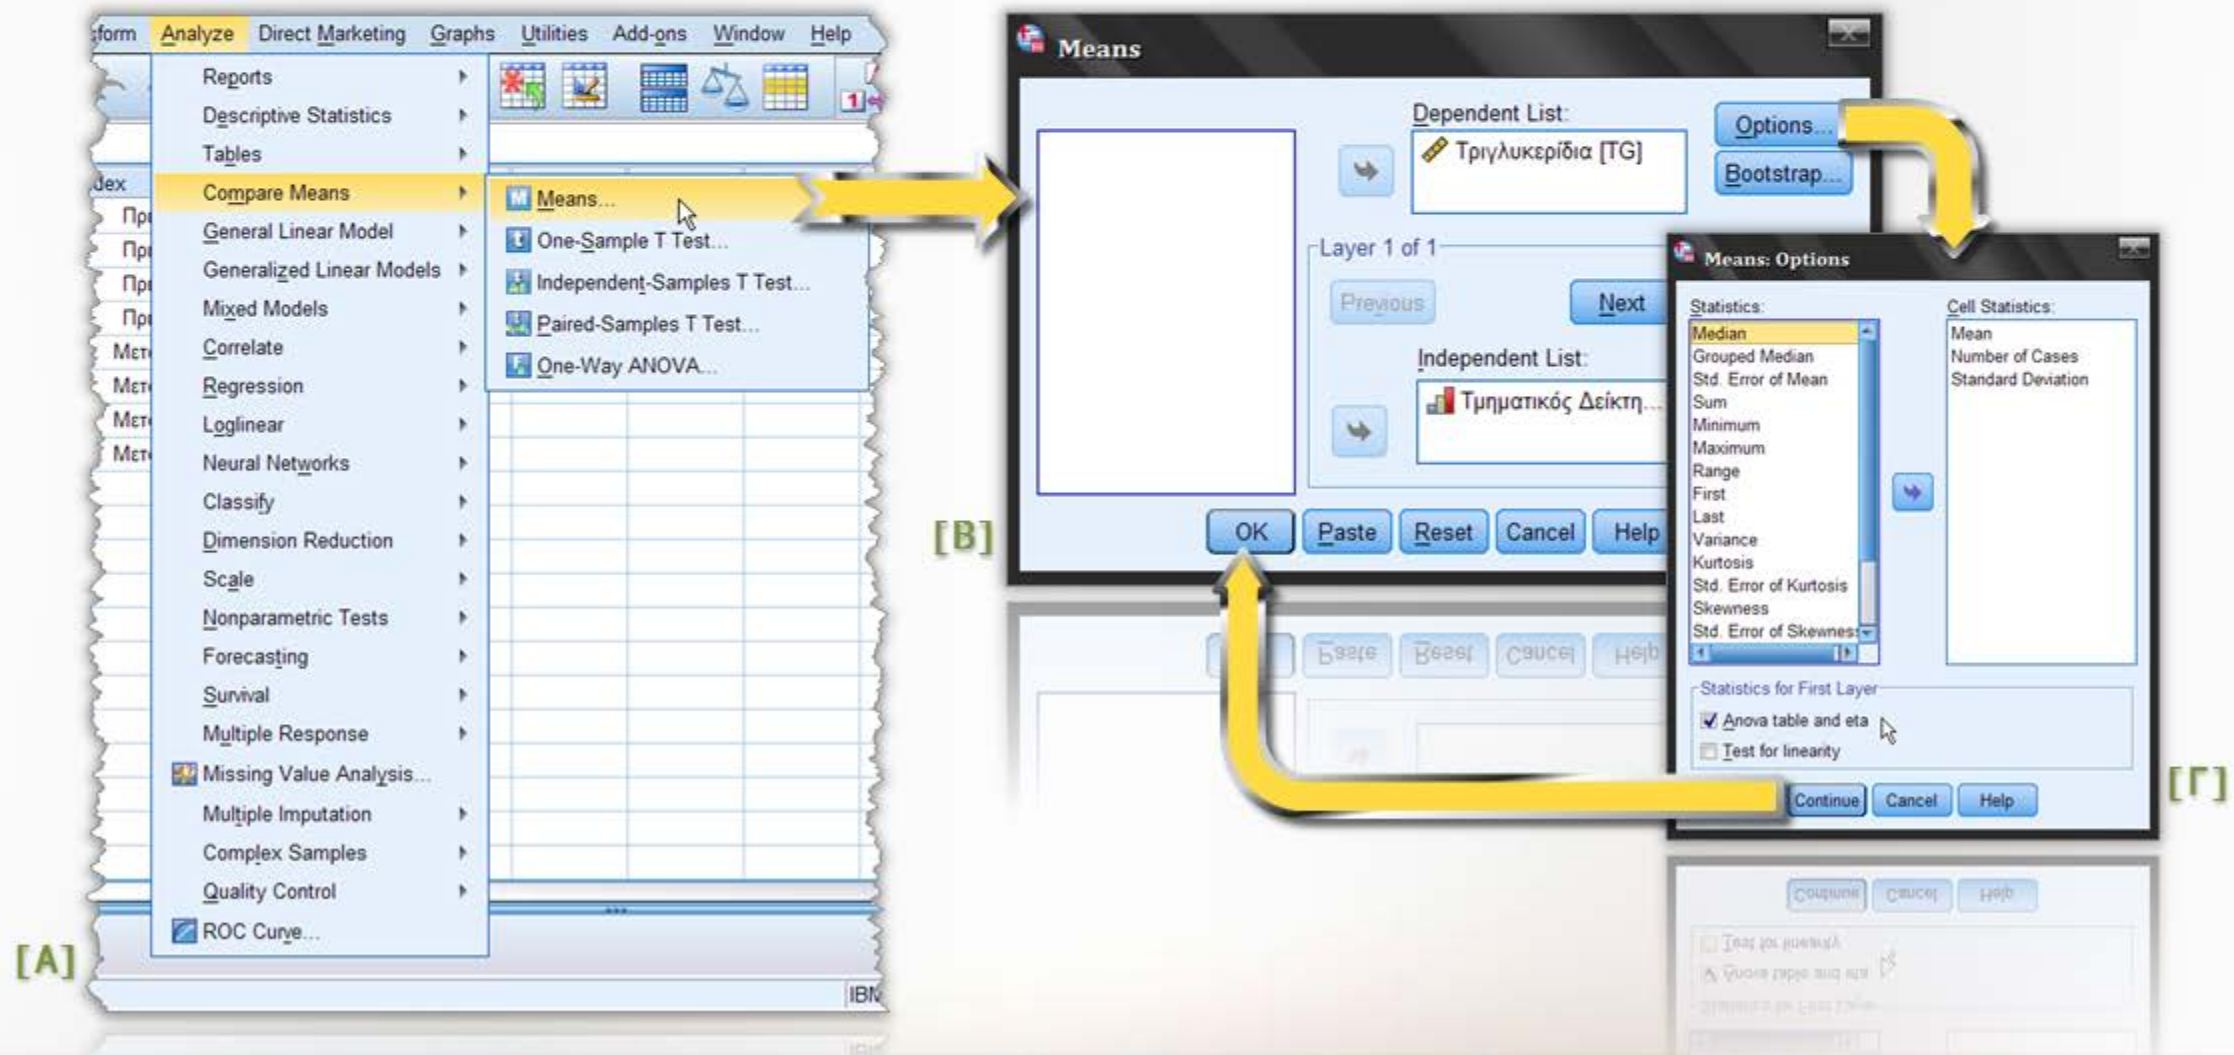 sform Analyze Direct Marketing Graphs Utilities Add-ons Window Help
Reports
Descriptive Statistics
Tables
Compare Means
General Linear Model
Generalized Linear Models
Mixed Models
Correlate
Regression
Loglinear
Neural Networks
Classify
Dimension Reduction
Scale
Nonparametric Tests
Forecasting
Survival
Multiple Response
Missing Value Analysis...
Multiple Imputation
Complex Samples
Quality Control
ROC Curve...
1
dex
Πρι
Πρι
Πρι
Πρι
Μετ
Μετ
Μετ
Μετ
Means...
One-Sample T Test...
Independent-Samples T Test...
Paired-Samples T Test...
One-Way ANOVA...
IBM
[A]
Means
Dependent List:
Τριγλυκερίδια [TG]
Options...
Bootstrap...
Layer 1 of 1
Previous
Next
Independent List:
Τμηματικός Δείκτη...
OK Paste Reset Cancel Help
[B]
Means: Options
Statistics:
Median
Grouped Median
Std. Error of Mean
Sum
Minimum
Maximum
Range
First
Last
Variance
Kurtosis
Std. Error of Kurtosis
Skewness
Std. Error of Skewness
Cell Statistics:
Mean
Number of Cases
Standard Deviation
Statistics for First Layer
Anova table and eta
Test for linearity
Continue Cancel Help
[Γ]